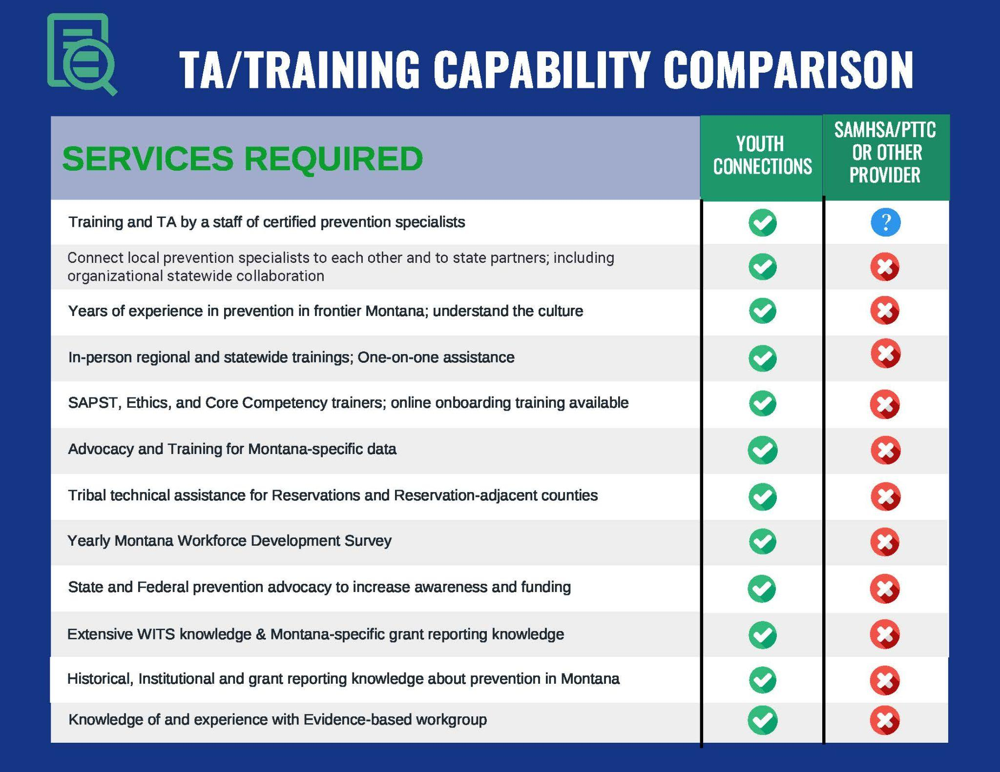 TA/TRAINING CAPABILITY COMPARISON
SERVICES REQUIRED
YOUTH
CONNECTIONS
SAMHSA/PTTC
OR OTHER
PROVIDER
Training and TA by a staff of certified prevention specialists
?
Connect local prevention specialists to each other and to state partners; including
organizational statewide collaboration
Years of experience in prevention in frontier Montana; understand the culture
In-person regional and statewide trainings; One-on-one assistance
SAPST, Ethics, and Core Competency trainers; online onboarding training available
Advocacy and Training for Montana-specific data
Tribal technical assistance for Reservations and Reservation-adjacent counties
Yearly Montana Workforce Development Survey
State and Federal prevention advocacy to increase awareness and funding
Extensive WITS knowledge & Montana-specific grant reporting knowledge
Historical, Institutional and grant reporting knowledge about prevention in Montana
Knowledge of and experience with Evidence-based workgroup